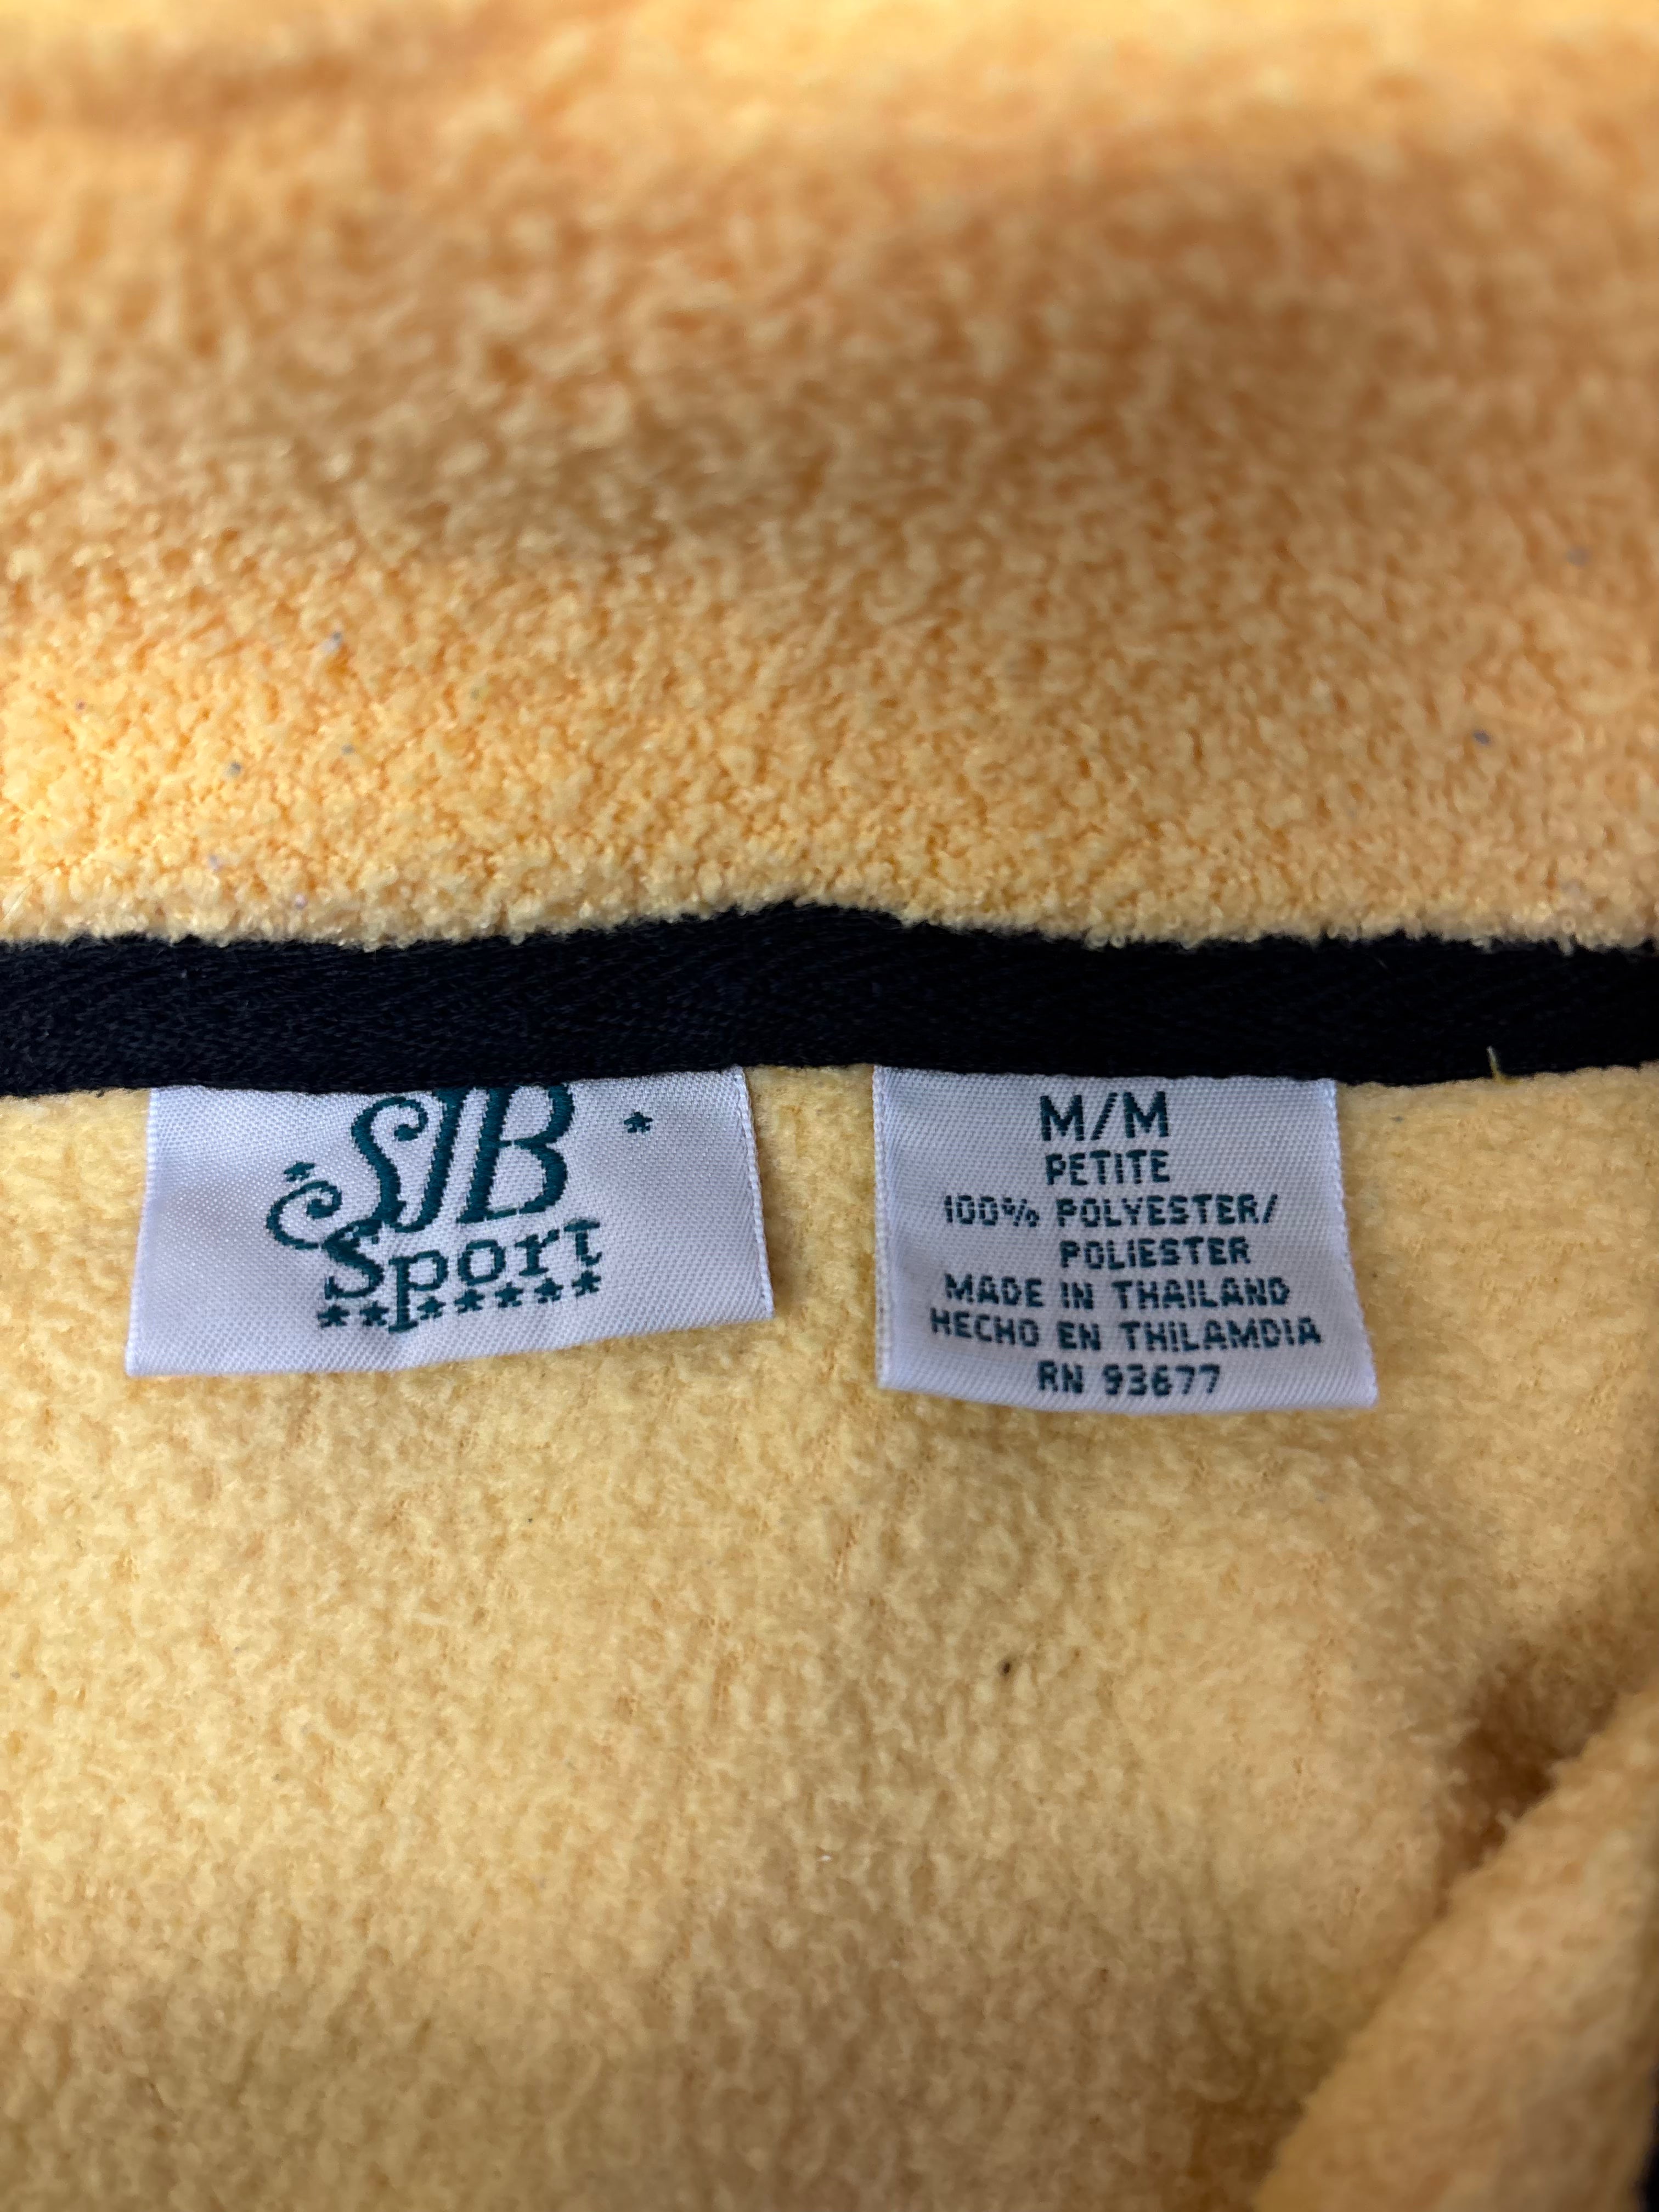 SJB
Sport
M/M
PETITE
100% POLYESTER/
POLIESTER
MADE IN THAILAND
HECHO EN THILAMDIA
RN 93677